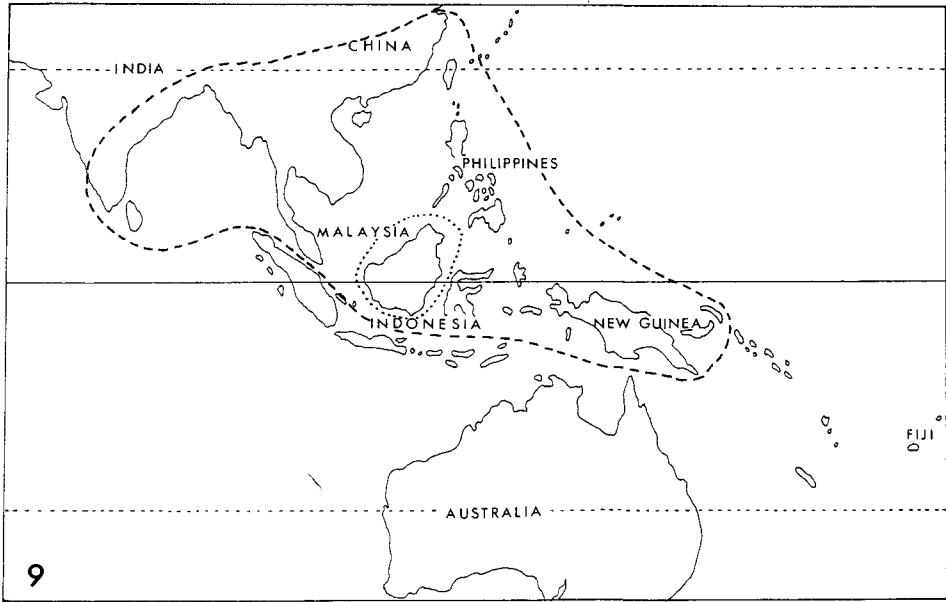 CHINA
INDIA
PHILIPPINES
MALAYSIA
INDONESIA
NEW GUINEA
FIJI
AUSTRALIA
9